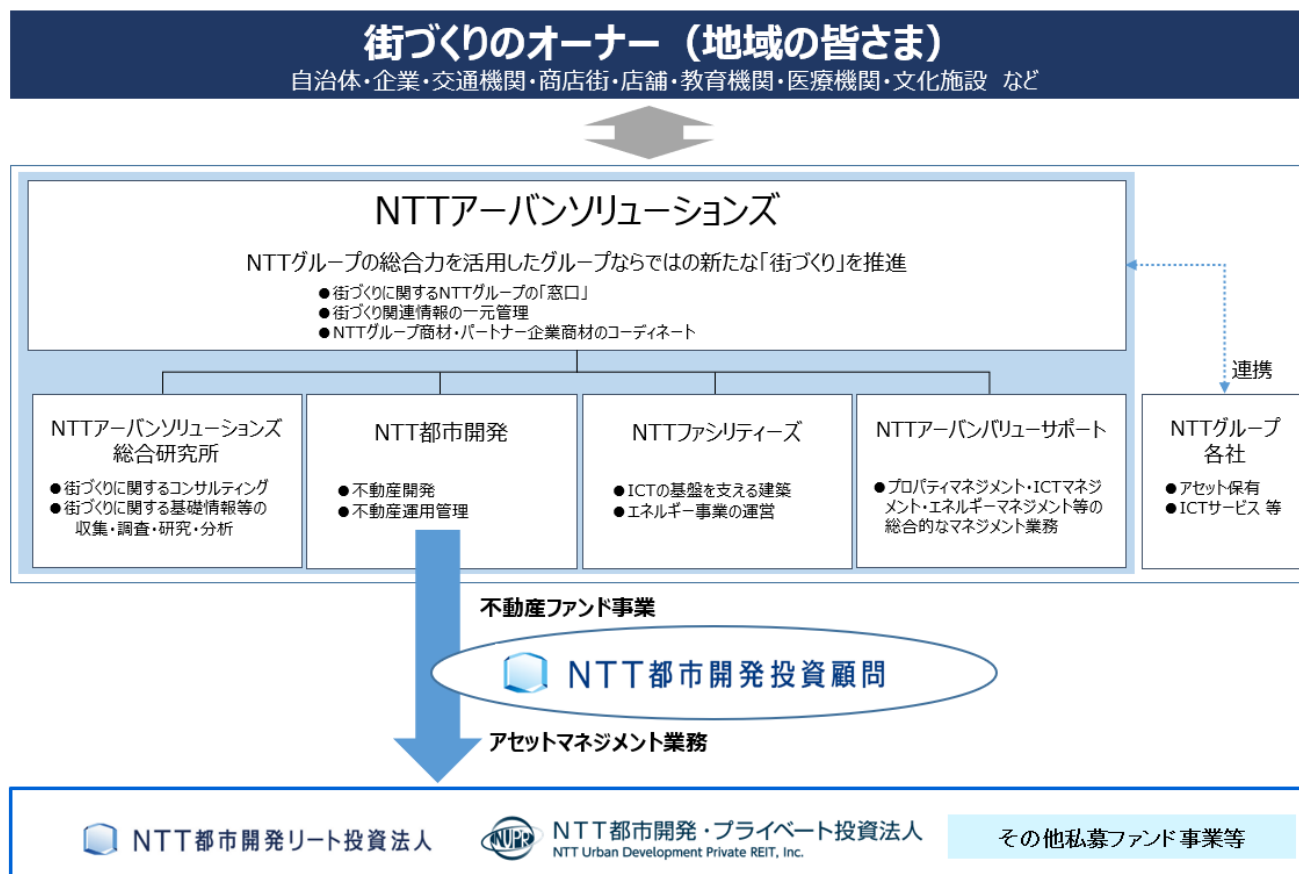 街づくりのオーナー（地域の皆さま）
自治体・企業・交通機関・商店街・店舗・教育機関・医療機関・文化施設 など
NTTアーバンソリューションズ
NTTグループの総合力を活用したグループならではの新たな「街づくり」を推進
●街づくりに関するNTTグループの「窓口」
●街づくり関連情報の一元管理
●NTTグループ商材・パートナー企業商材のコーディネート
連携
NTTアーバンソリューションズ
総合研究所
●街づくりに関するコンサルティング
●街づくりに関する基礎情報等の
収集・調査・研究・分析
NTT都市開発
●不動産開発
●不動産運用管理
NTTファシリティーズ
●ICTの基盤を支える建築
●エネルギー事業の運営
NTTアーバンバリューサポート
●プロパティマネジメント・ICTマネジ
メント・エネルギーマネジメント等の
総合的なマネジメント業務
NTTグループ
各社
●アセット保有
●ICTサービス 等
不動産ファンド事業
NTT都市開発投資顧問
アセットマネジメント業務
NTT都市開発リート投資法人
NUPR
NTT都市開発・プライベート投資法人
NTT Urban Development Private REIT, Inc.
その他私募ファンド事業等